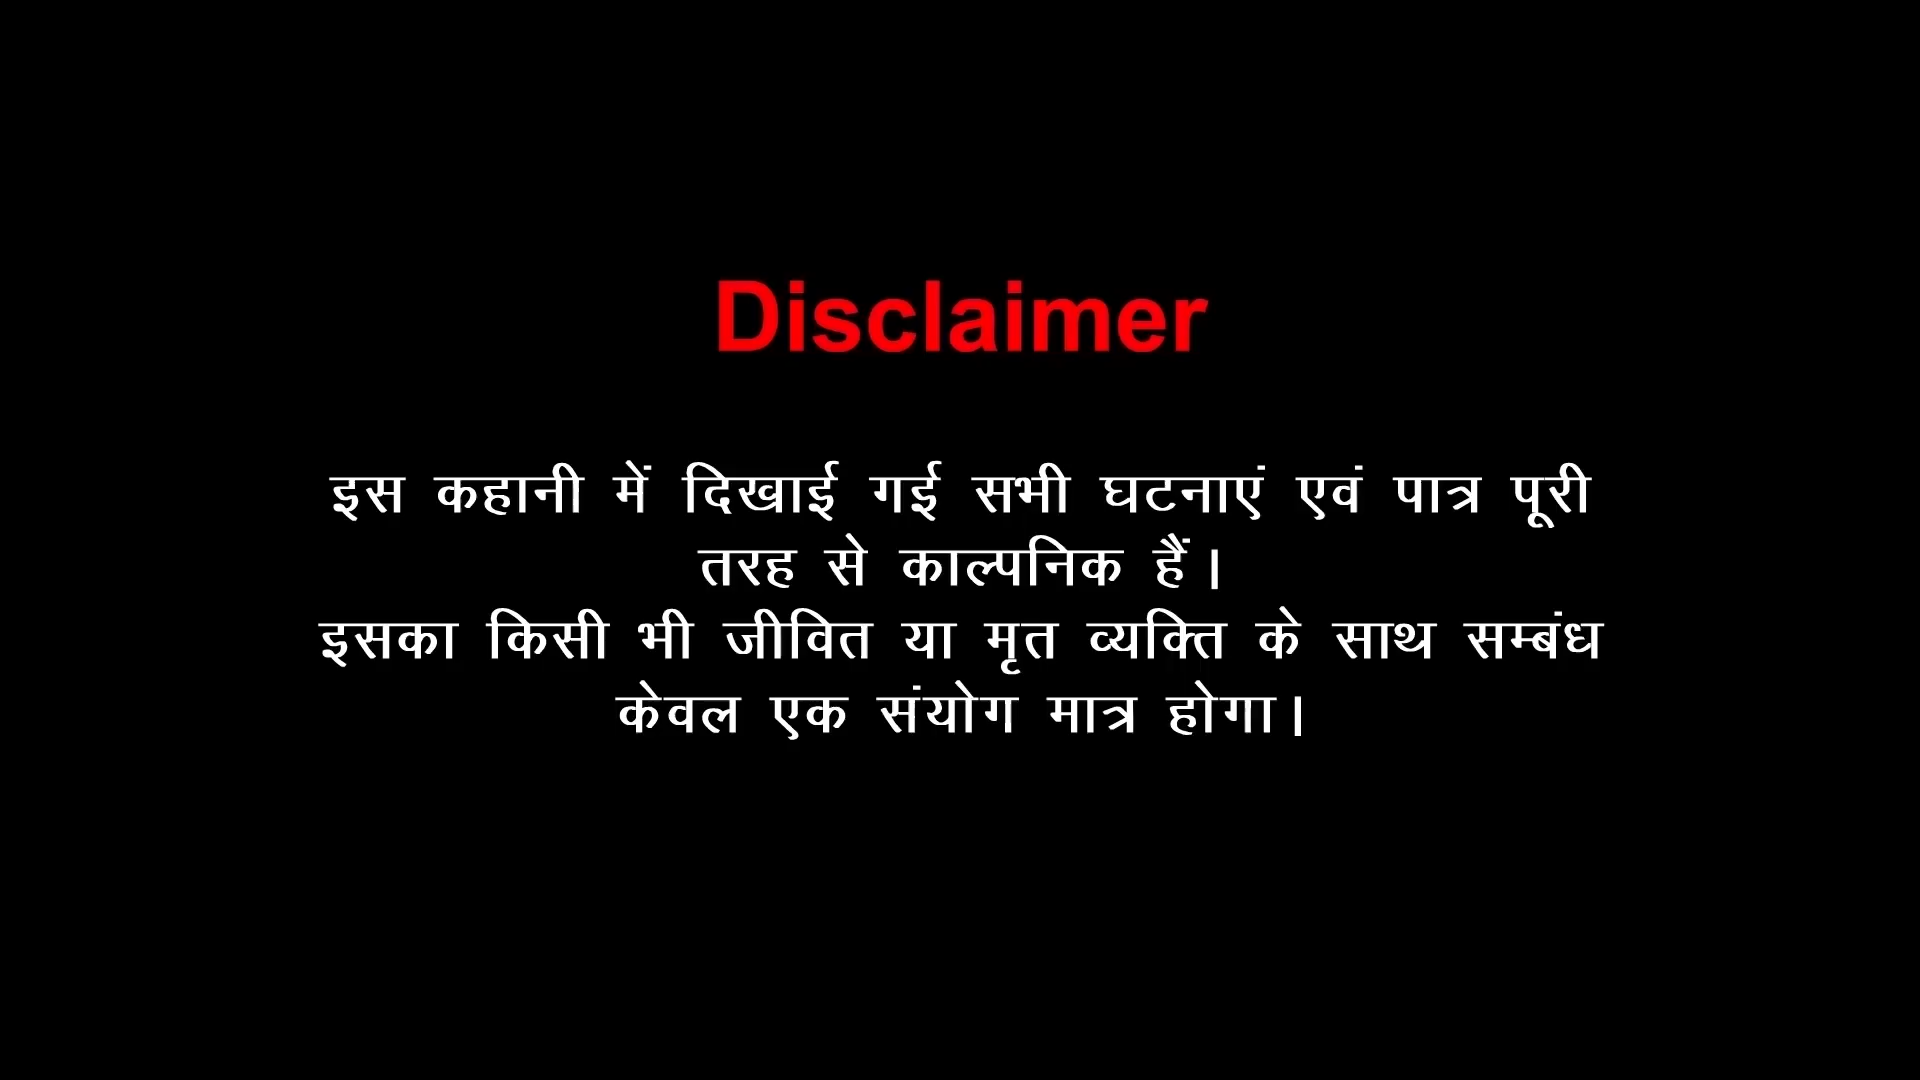 Disclaimer
इस कहानी में दिखाई गई सभी घटनाएं एवं पात्र पूरी
तरह से काल्पनिक हैं।
इसका किसी भी जीवित या मृत व्यक्ति के साथ सम्बंध
केवल एक संयोग मात्र होगा।